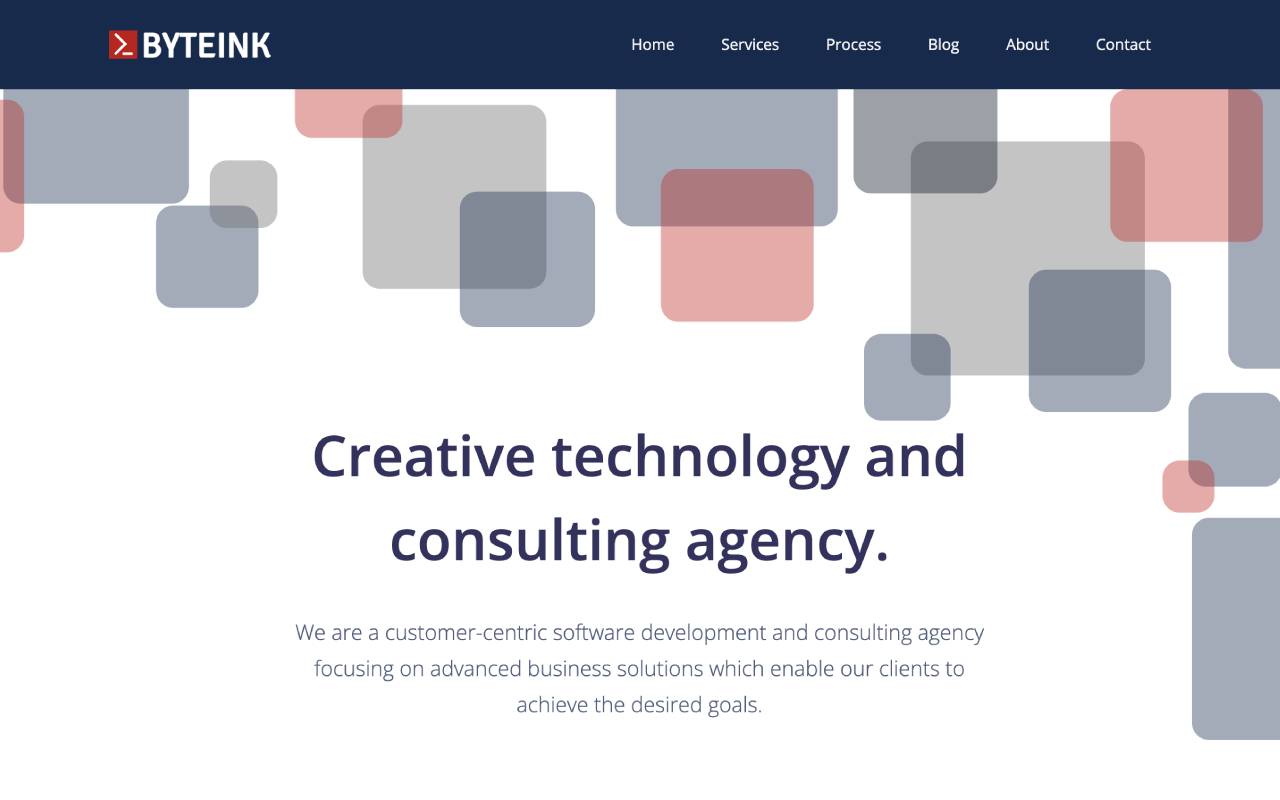 BYTEINK
Home Services Process Blog About Contact
Creative technology and
consulting agency.
We are a customer-centric software development and consulting agency
focusing on advanced business solutions which enable our clients to
achieve the desired goals.